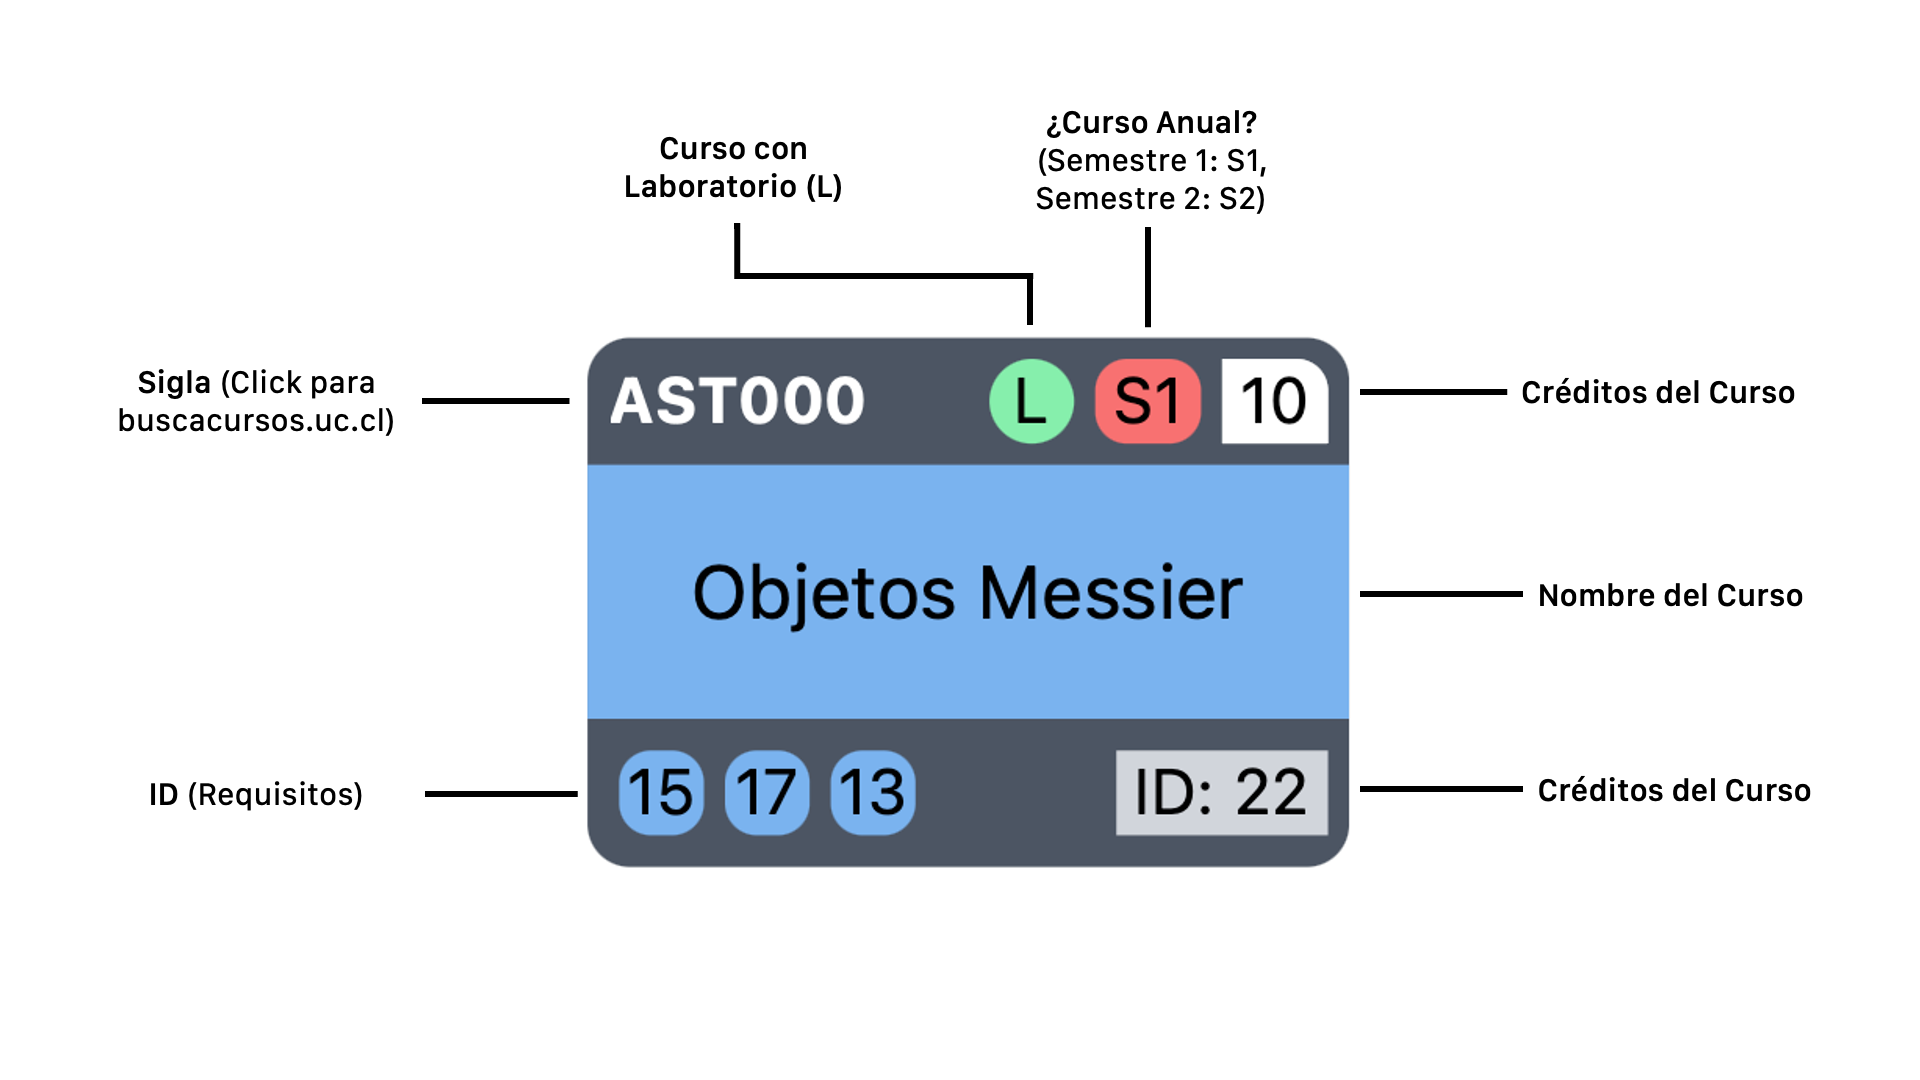 Curso con
Laboratorio (L)
¿Curso Anual?
(Semestre 1: S1,
Semestre 2: S2)
Sigla (Click para
buscacursos.uc.cl)
AST000
L
S1
10
Créditos del Curso
Objetos Messier
Nombre del Curso
ID (Requisitos)
15
17
13
ID: 22
Créditos del Curso